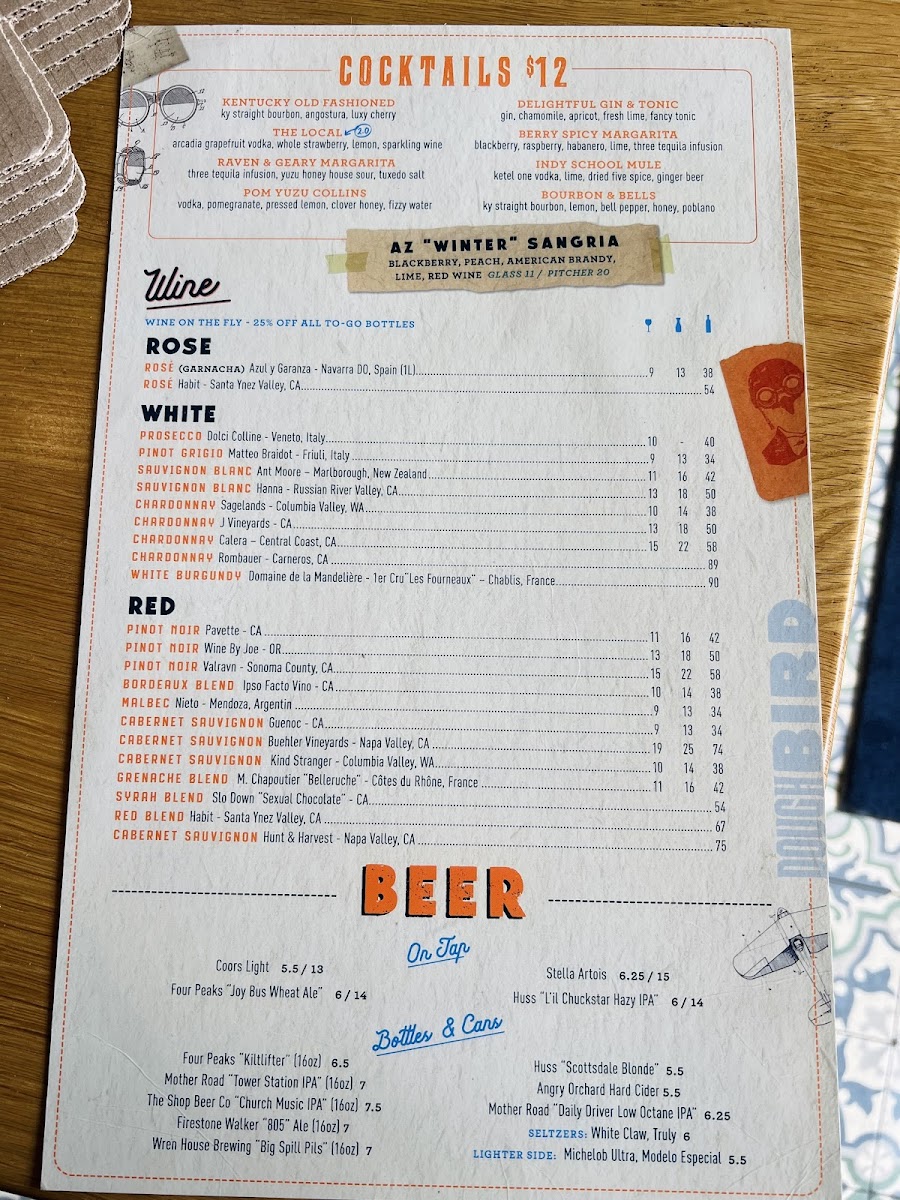 COCKTAILS $12
KENTUCKY OLD FASHIONED
ky straight bourbon, angostura, luxy cherry
THE LOCAL 20
arcadia grapefruit vodka, whole strawberry, lemon, sparkling wine
RAVEN & GEARY MARGARITA
three tequila infusion, yuzu honey house sour, tuxedo salt
POM YUZU COLLINS
vodka, pomegranate, pressed lemon, clover honey, fizzy water
DELIGHTFUL GIN & TONIC
gin, chamomile, apricot, fresh lime, fancy tonic
BERRY SPICY MARGARITA
blackberry, raspberry, habanero, lime, three tequila infusion
INDY SCHOOL MULE
ketel one vodka, lime, dried five spice, ginger beer
BOURBON & BELLS
ky straight bourbon, lemon, bell pepper, honey, poblano
AZ "WINTER" SANGRIA
BLACKBERRY, PEACH, AMERICAN BRANDY,
LIME, RED WINE GLASS 11 / PITCHER 20
Wine
WINE ON THE FLY - 25% OFF ALL TO-GO BOTTLES
ROSE
ROSÉ (GARNACHA) Azul y Garanza - Navarra DO, Spain (1L) 9 13 38
ROSÉ Habit - Santa Ynez Valley, CA 54
WHITE
PROSECCO Dolci Colline - Veneto, Italy 10 - 40
PINOT GRIGIO Matteo Braidot - Friuli, Italy 9 13 34
SAUVIGNON BLANC Ant Moore – Marlborough, New Zealand 11 16 42
SAUVIGNON BLANC Hanna - Russian River Valley, CA 13 18 50
CHARDONNAY Sagelands - Columbia Valley, WA 10 14 38
CHARDONNAY J Vineyards - CA 13 18 50
CHARDONNAY Calera – Central Coast, CA 15 22 58
CHARDONNAY Rombauer - Carneros, CA 89
WHITE BURGUNDY Domaine de la Mandelière - 1er Cru"Les Fourneaux" – Chablis, France 90
RED
PINOT NOIR Pavette - CA 11 16 42
PINOT NOIR Wine By Joe - OR 13 18 50
PINOT NOIR Valravn - Sonoma County, CA 15 22 58
BORDEAUX BLEND Ipso Facto Vino - CA 10 14 38
MALBEC Nieto - Mendoza, Argentin 9 13 34
CABERNET SAUVIGNON Guenoc - CA 9 13 34
CABERNET SAUVIGNON Buehler Vineyards - Napa Valley, CA 19 25 74
CABERNET SAUVIGNON Kind Stranger - Columbia Valley, WA 10 14 38
GRENACHE BLEND M. Chapoutier "Belleruche" - Côtes du Rhône, France 11 16 42
SYRAH BLEND Slo Down "Sexual Chocolate" - CA 54
RED BLEND Habit - Santa Ynez Valley, CA 67
CABERNET SAUVIGNON Hunt & Harvest - Napa Valley, CA 75
DOUGHBIRD
BEER
On Tap
Coors Light 5.5 / 13
Four Peaks "Joy Bus Wheat Ale" 6 / 14
Stella Artois 6.25 / 15
Huss "L'il Chuckstar Hazy IPA" 6 / 14
Bottles & Cans
Four Peaks "Kiltlifter" (16oz) 6.5
Mother Road "Tower Station IPA" (16oz) 7
The Shop Beer Co "Church Music IPA" (16oz) 7.5
Firestone Walker "805" Ale (16oz) 7
Wren House Brewing "Big Spill Pils" (16oz) 7
Huss "Scottsdale Blonde" 5.5
Angry Orchard Hard Cider 5.5
Mother Road "Daily Driver Low Octane IPA" 6.25
SELTZERS: White Claw, Truly 6
LIGHTER SIDE: Michelob Ultra, Modelo Especial 5.5